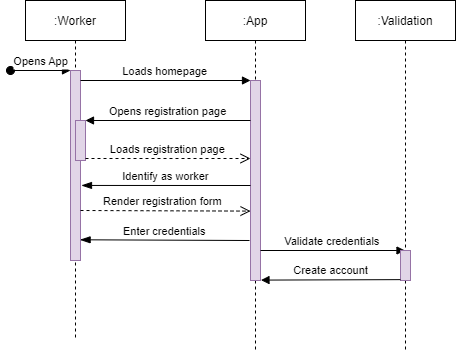 :Worker
:App
:Validation
Opens App
Loads homepage
Opens registration page
Loads registration page
Identify as worker
Render registration form
Enter credentials
Validate credentials
Create account